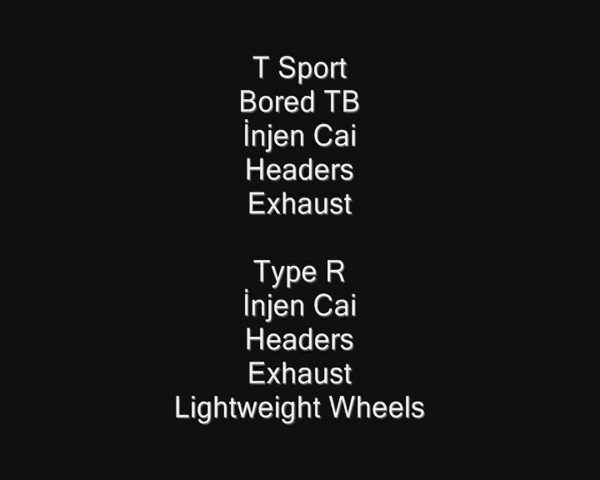 T Sport
Bored TB
İnjen Cai
Headers
Exhaust
Type R
İnjen Cai
Headers
Exhaust
Lightweight Wheels